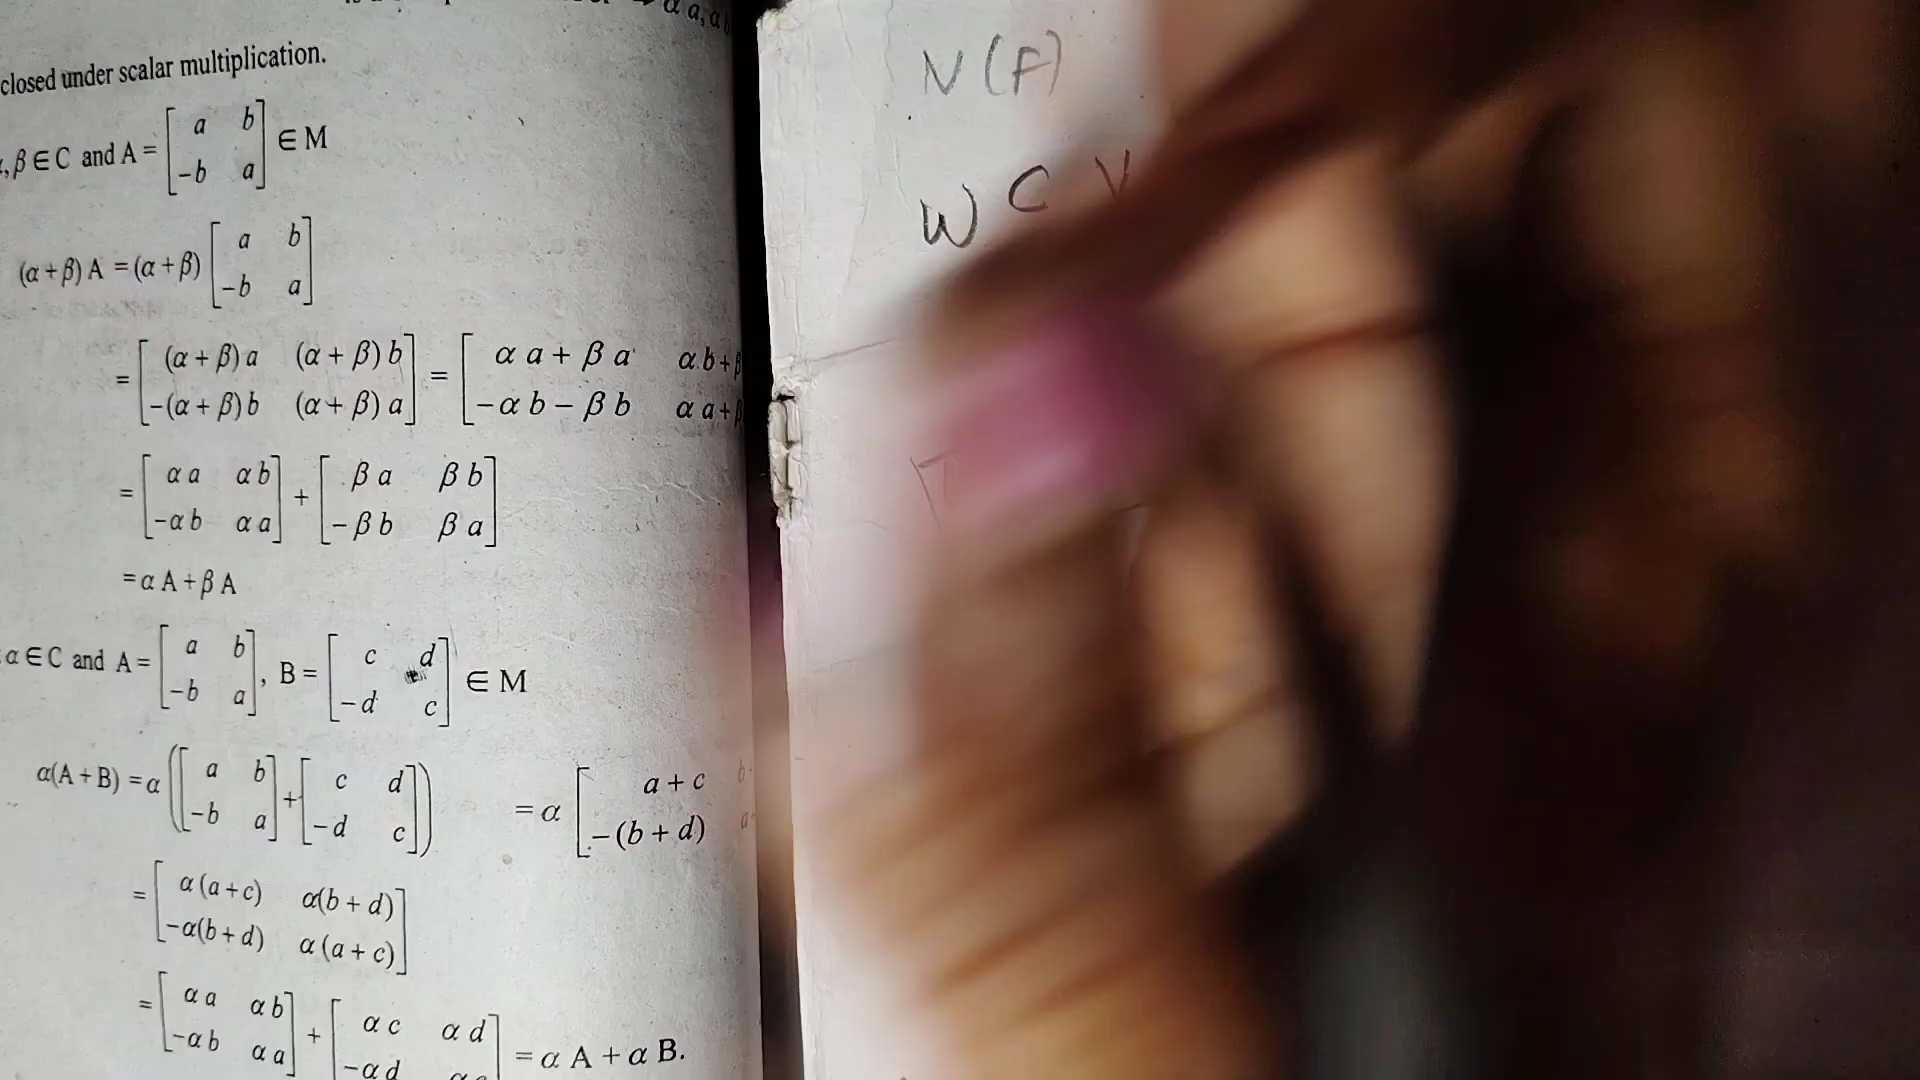 α a, α
closed under scalar multiplication.
, β ∈ C and A = [ a b ; -b a ] ∈ M
(α + β) A = (α + β) [ a b ; -b a ]
= [ (α + β) a (α + β) b ; -(α + β) b (α + β) a ] = [ α a + β a α b + β ; -α b - β b α a + β
= [ α a α b ; -α b α a ] + [ β a β b ; - β b β a ]
= α A + β A
α ∈ C and A = [ a b ; -b a ], B = [ c d ; -d c ] ∈ M
α(A + B) = α ( [ a b ; -b a ] + [ c d ; -d c ] ) = α [ a + c b ; -(b + d) a
= [ α (a + c) α(b + d) ; -α(b + d) α (a + c) ]
= [ α a α b ; -α b α a ] + [ α c α d ; -α d ] = α A + α B.
(F)
W ⊂ V